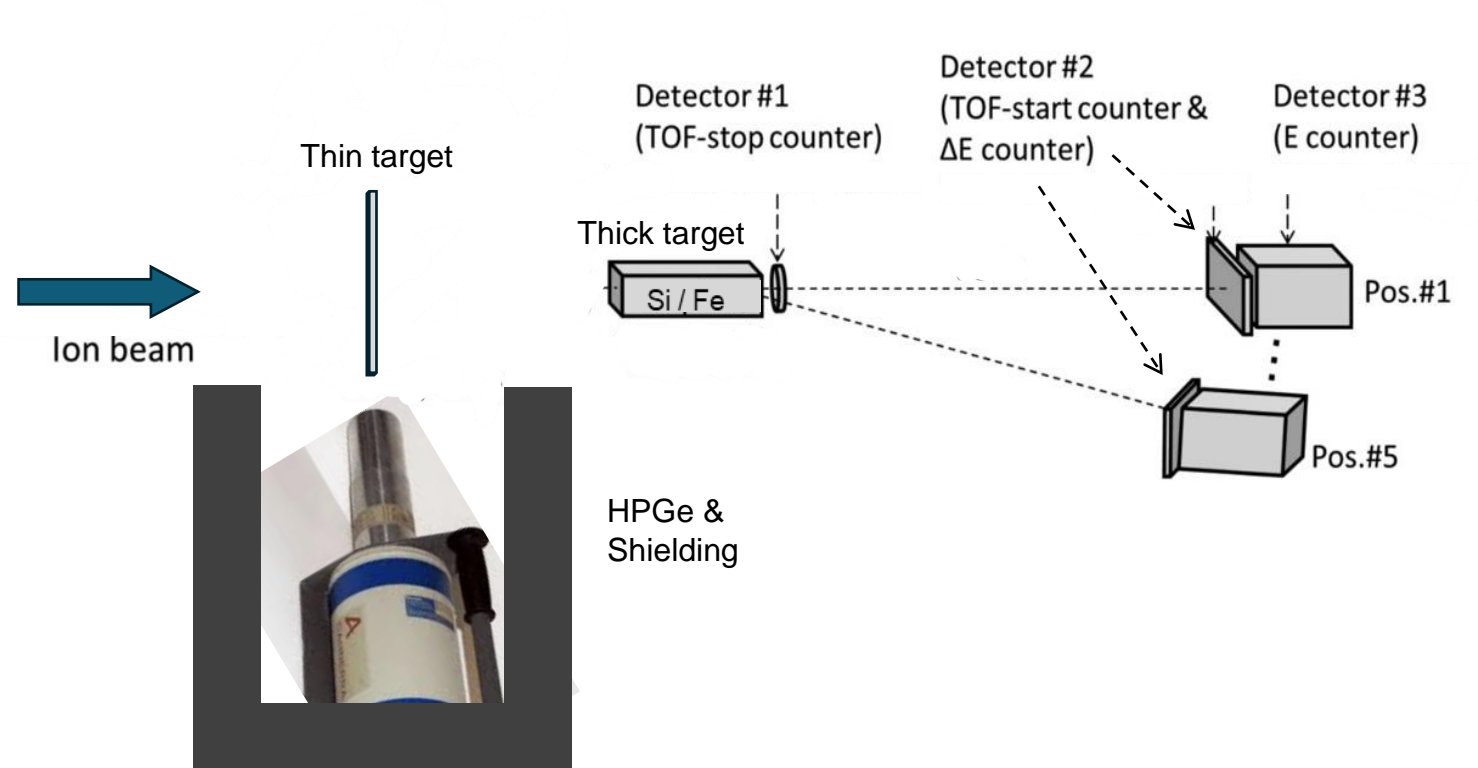 Detector #1
(TOF-stop counter)
Detector #2
(TOF-start counter &
ΔE counter)
Detector #3
(E counter)
Thin target
Thick target
Si / Fe
Pos.#1
Ion beam
Pos.#5
HPGe &
Shielding
A